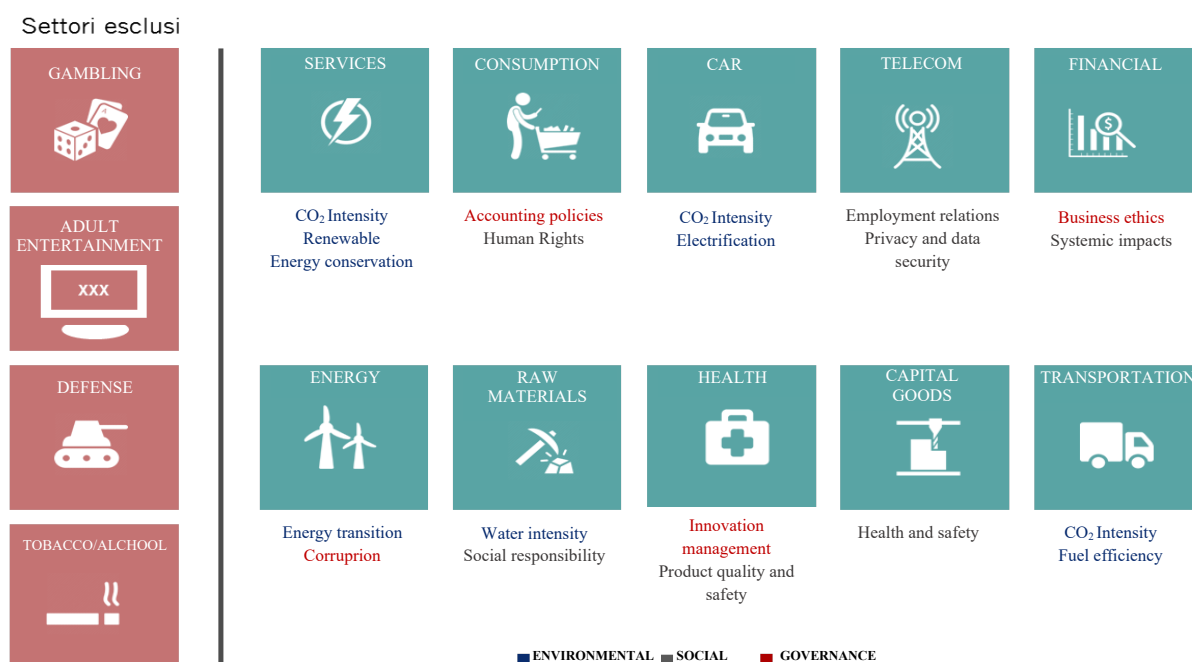 Settori esclusi
GAMBLING
ADULT
ENTERTAINMENT
XXX
DEFENSE
TOBACCO/ALCHOOL
SERVICES
CO₂ Intensity
Renewable
Energy conservation
CONSUMPTION
Accounting policies
Human Rights
CAR
CO₂ Intensity
Electrification
TELECOM
Employment relations
Privacy and data
security
FINANCIAL
$
Business ethics
Systemic impacts
ENERGY
Energy transition
Corruprion
RAW
MATERIALS
Water intensity
Social responsibility
HEALTH
Innovation
management
Product quality and
safety
CAPITAL
GOODS
Health and safety
TRANSPORTATION
CO₂ Intensity
Fuel efficiency
ENVIRONMENTAL SOCIAL GOVERNANCE